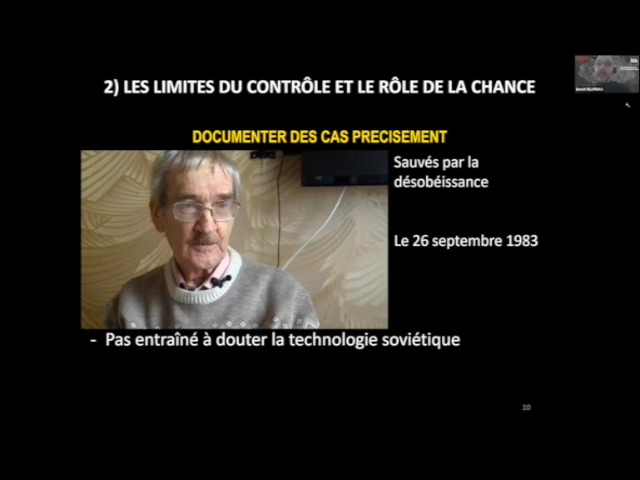 2) LES LIMITES DU CONTRÔLE ET LE RÔLE DE LA CHANCE
DOCUMENTER DES CAS PRECISEMENT
Sauvés par la
désobéissance
Le 26 septembre 1983
- Pas entraîné à douter la technologie soviétique
10